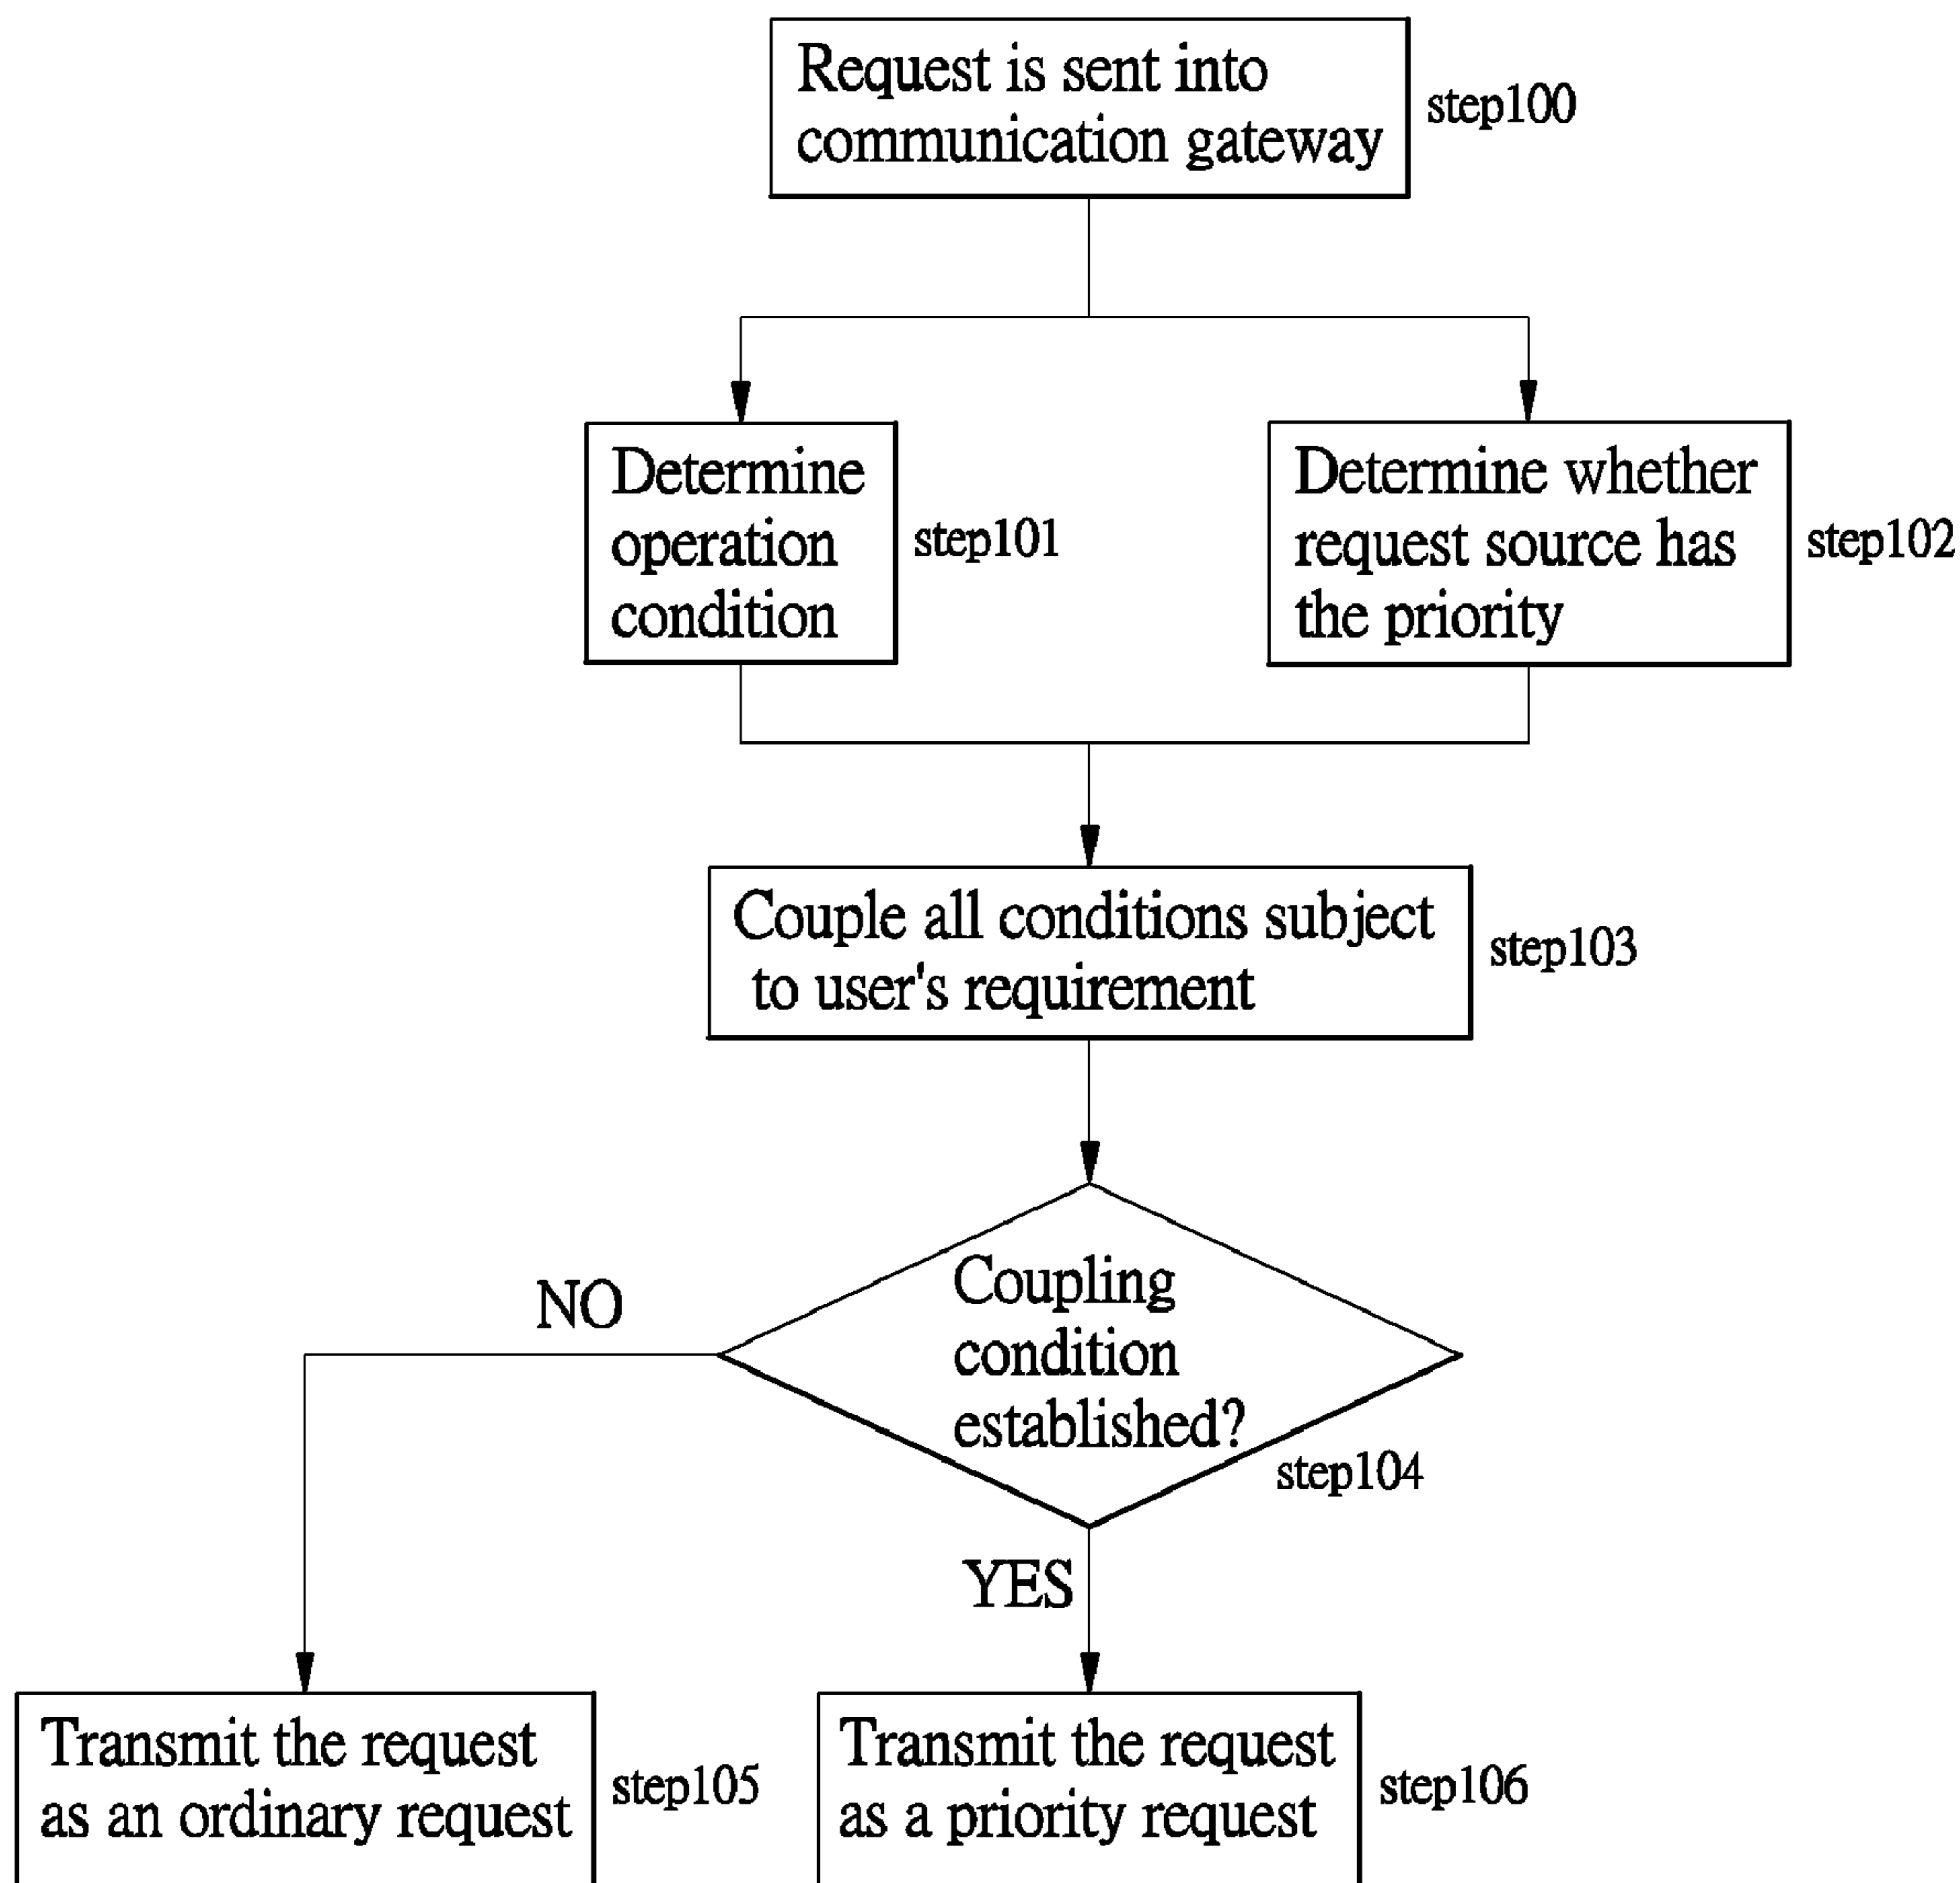 Request is sent into
communication gateway
step100
Determine
operation
condition
step101
Determine whether
request source has
the priority
step102
Couple all conditions subject
to user's requirement
step103
Coupling
condition
established?
step104
NO
YES
Transmit the request
as an ordinary request
step105
Transmit the request
as a priority request
step106